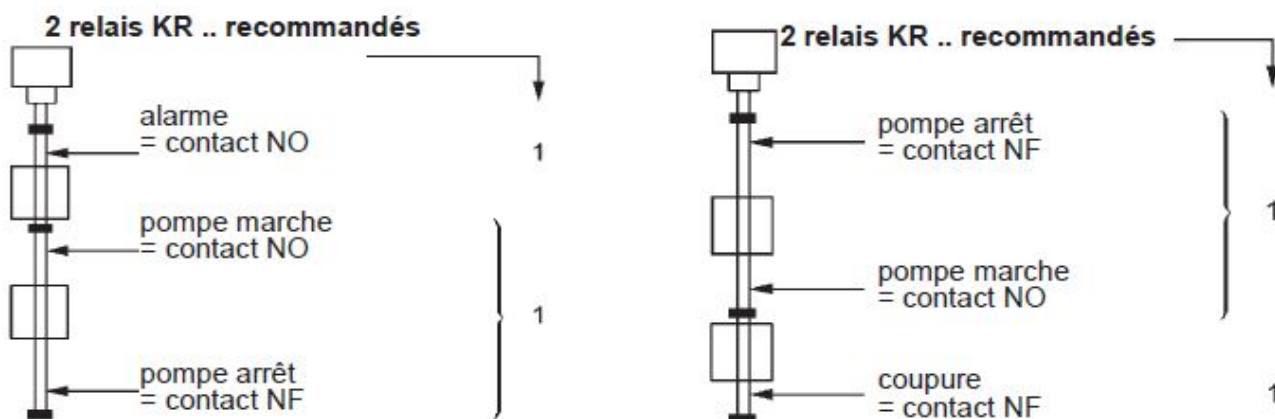 2 relais KR .. recommandés
alarme
= contact NO
1
pompe marche
= contact NO
1
pompe arrêt
= contact NF
2 relais KR .. recommandés
pompe arrêt
= contact NF
1
pompe marche
= contact NO
coupure
= contact NF
1